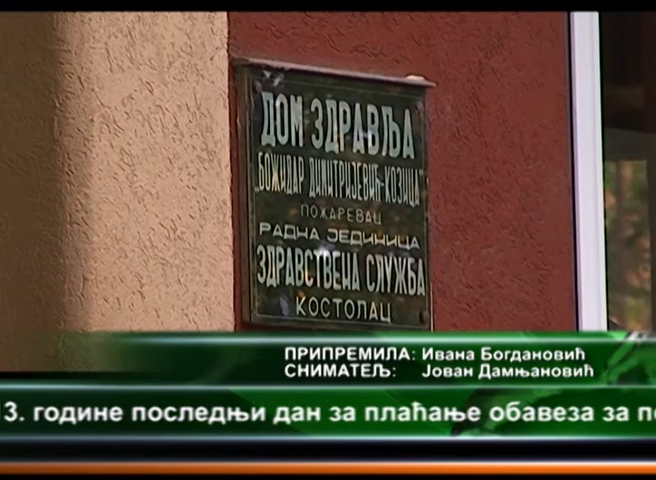 ДОМ ЗДРАВЉА
„БОЖИДАР ДИМИТРИЈЕВИЋ-КОЗИЦА"
ПОЖАРЕВАЦ
РАДНА ЈЕДИНИЦА
ЗДРАВСТВЕНА СЛУЖБА
КОСТОЛАЦ
ПРИПРЕМИЛА: Ивана Богдановић
СНИМАТЕЉ: Јован Дамњановић
13. године последњи дан за плаћање обавеза за